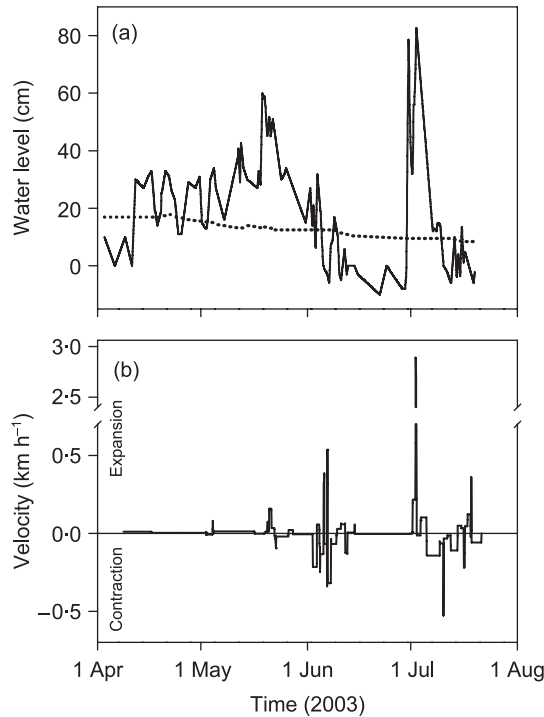 (a)
80
60
40
20
0
Water level (cm)
(b)
3·0
2·5
0·5
0·0
−0·5
Velocity (km h⁻¹)
Expansion
Contraction
1 Apr 1 May 1 Jun 1 Jul 1 Aug
Time (2003)